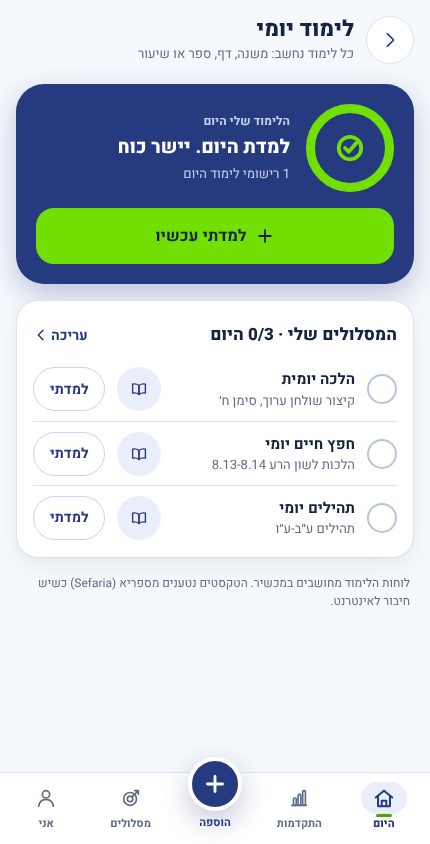 לימוד יומי
כל לימוד נחשב: משנה, דף, ספר או שיעור
הלימוד שלי היום
למדת היום. יישר כוח
1 רישומי לימוד היום
למדתי עכשיו
המסלולים שלי · 0/3 היום
עריכה
הלכה יומית
קיצור שולחן ערוך, סימן ח׳
למדתי
חפץ חיים יומי
הלכות לשון הרע 8.13-8.14
למדתי
תהילים יומי
תהילים ע״ב-ע״ו
למדתי
לוחות הלימוד מחושבים במכשיר. הטקסטים נטענים מספריא (Sefaria) כשיש
חיבור לאינטרנט.
היום
התקדמות
הוספה
מסלולים
אני